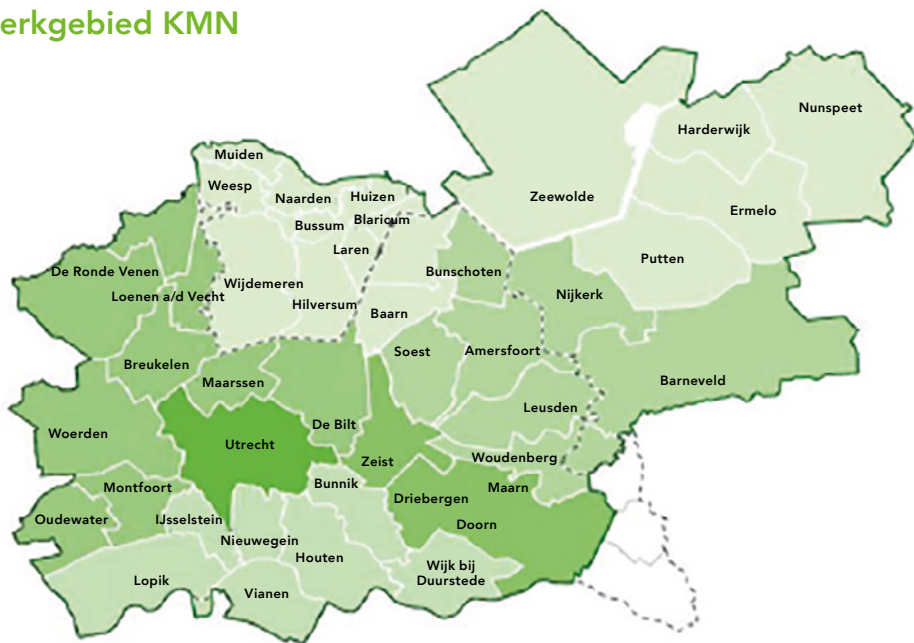 erkgebied KMN
Nunspeet
Harderwijk
Muiden
Weesp
Naarden
Huizen
Zeewolde
Ermelo
Blaricum
Bussum
Laren
Putten
De Ronde Venen
Bunschoten
Wijdemeren
Loenen a/d Vecht
Nijkerk
Hilversum
Baarn
Soest
Amersfoort
Breukelen
Maarssen
Barneveld
Leusden
De Bilt
Woerden
Utrecht
Woudenberg
Zeist
Bunnik
Montfoort
Maarn
Driebergen
Oudewater
IJsselstein
Doorn
Nieuwegein
Houten
Wijk bij
Duurstede
Lopik
Vianen